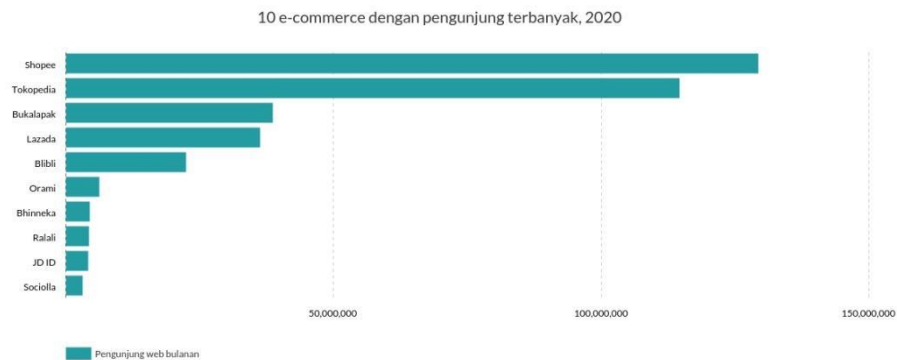 10 e-commerce dengan pengunjung terbanyak, 2020
Shopee
Tokopedia
Bukalapak
Lazada
Blibli
Orami
Bhinneka
Ralali
JD ID
Sociolla
50,000,000 100,000,000 150,000,000
Pengunjung web bulanan